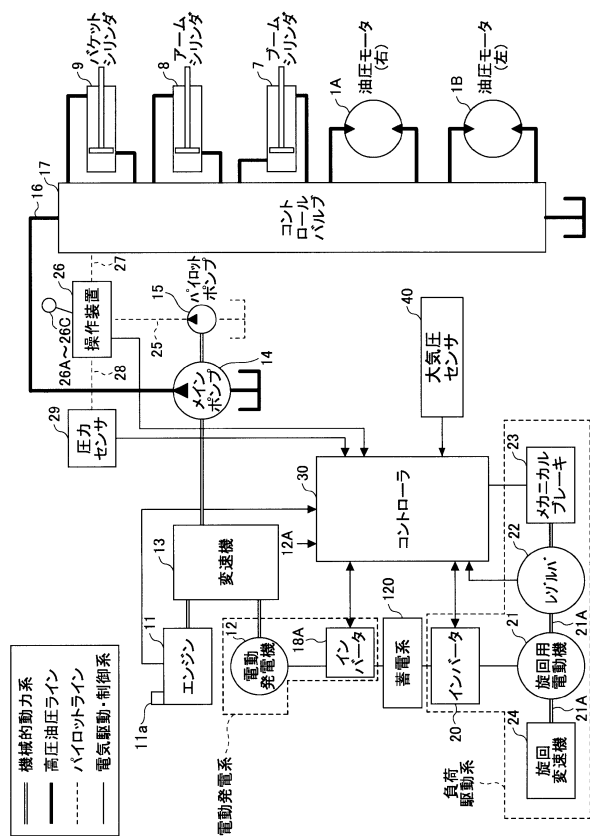 機械的動力系
高圧油圧ライン
パイロットライン
電気駆動・制御系
9
バケット
シリンダ
8
アーム
シリンダ
7
ブーム
シリンダ
1A
油圧モータ
(右)
1B
油圧モータ
(左)
16
17
コントロール
バルブ
26
操作装置
26A～26C
27
28
25
29
圧力
センサ
15
パイロット
ポンプ
14
メイン
ポンプ
40
大気圧
センサ
30
コントローラ
12A
13
変速機
11
エンジン
11a
12
電動
発電機
18A
イン
バータ
電動発電系
120
蓄電系
20
インバータ
負荷
駆動系
21
旋回用
電動機
21A
21A
22
レゾルバ
23
メカニカル
ブレーキ
24
旋回
変速機